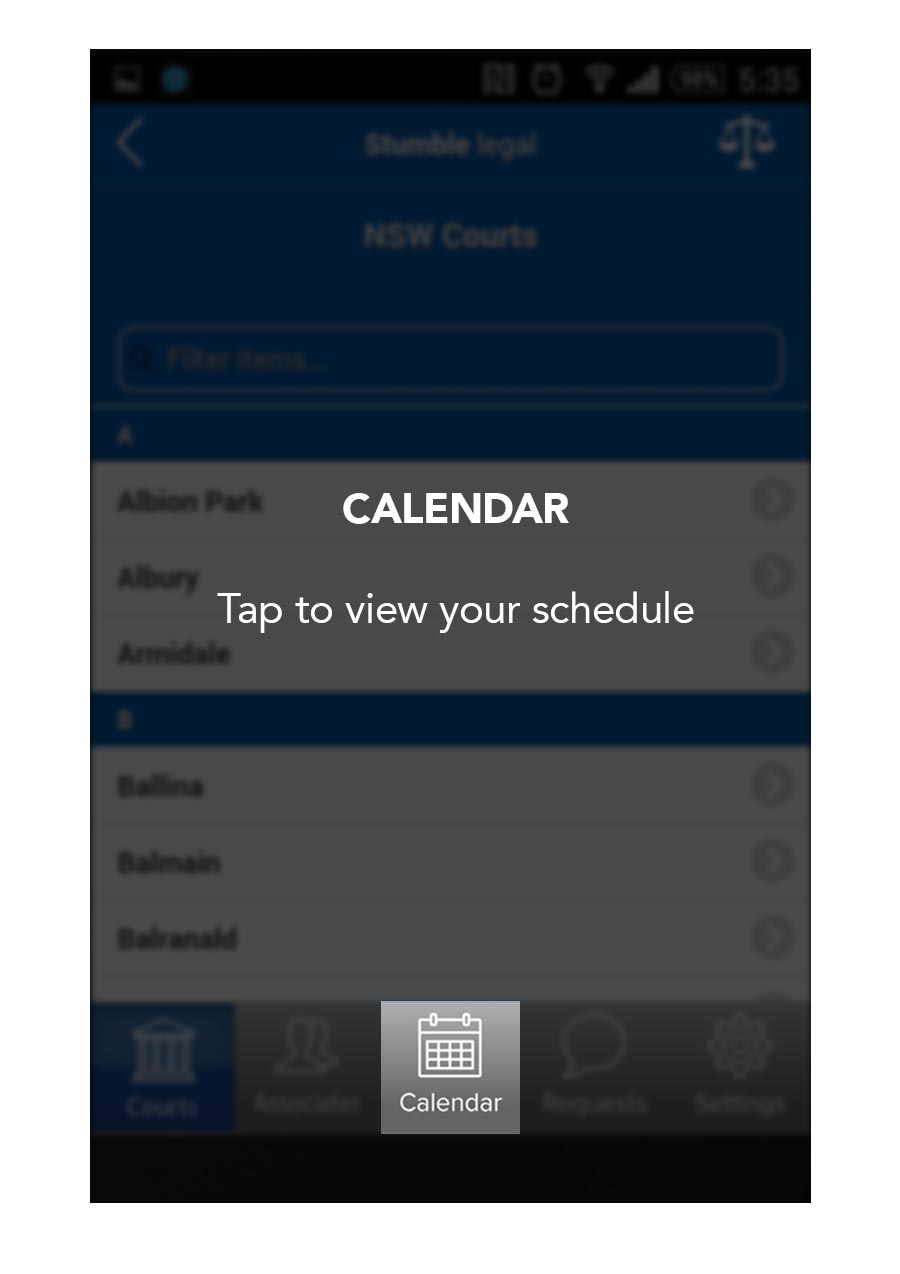 98% 5:35
Stumble legal
NSW Courts
Filter items...
A
Albion Park
CALENDAR
Albury
Tap to view your schedule
Armidale
B
Ballina
Balmain
Balranald
Courts Associates Calendar Requests Settings